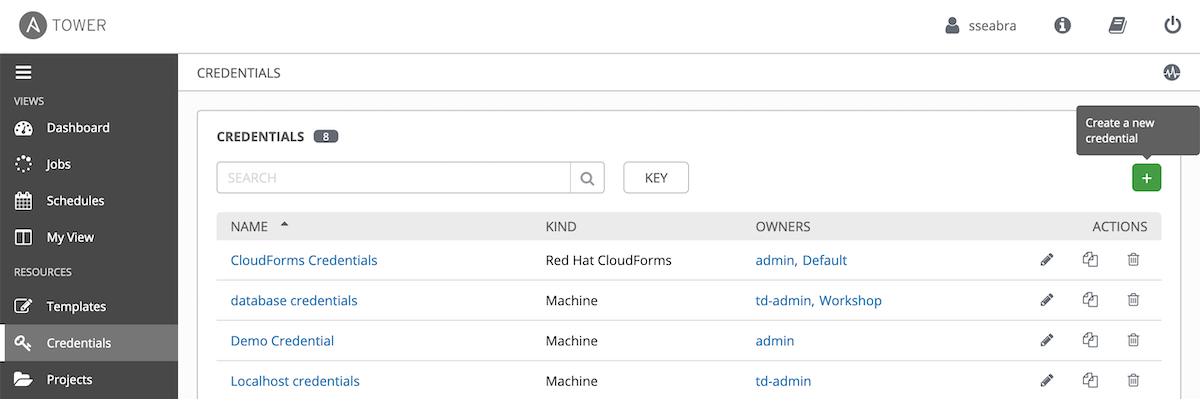 A TOWER
sseabra
CREDENTIALS
VIEWS
Dashboard
Jobs
Schedules
My View
RESOURCES
Templates
Credentials
Projects
CREDENTIALS 8
Create a new
credential
SEARCH
KEY
+
NAME KIND OWNERS ACTIONS
CloudForms Credentials Red Hat CloudForms admin, Default
database credentials Machine td-admin, Workshop
Demo Credential Machine admin
Localhost credentials Machine td-admin